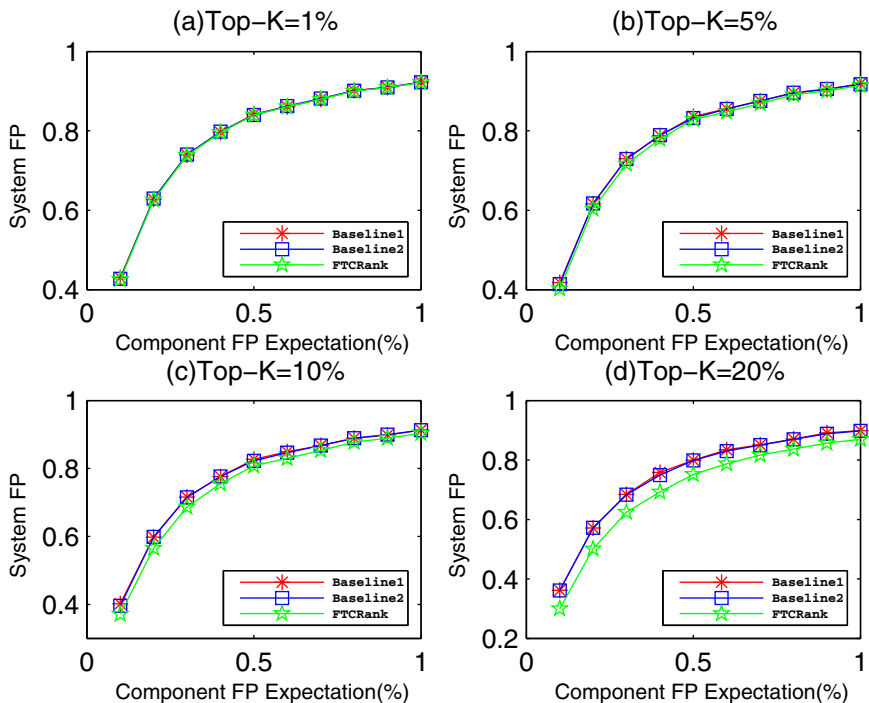 (a)Top-K=1%
1
0.8
0.6
0.4
0
0.5
1
System FP
Component FP Expectation(%)
Baseline1
Baseline2
FTCRank
(b)Top-K=5%
1
0.8
0.6
0.4
0
0.5
1
System FP
Component FP Expectation(%)
Baseline1
Baseline2
FTCRank
(c)Top-K=10%
1
0.8
0.6
0.4
0
0.5
1
System FP
Component FP Expectation(%)
Baseline1
Baseline2
FTCRank
(d)Top-K=20%
1
0.8
0.6
0.4
0.2
0
0.5
1
System FP
Component FP Expectation(%)
Baseline1
Baseline2
FTCRank